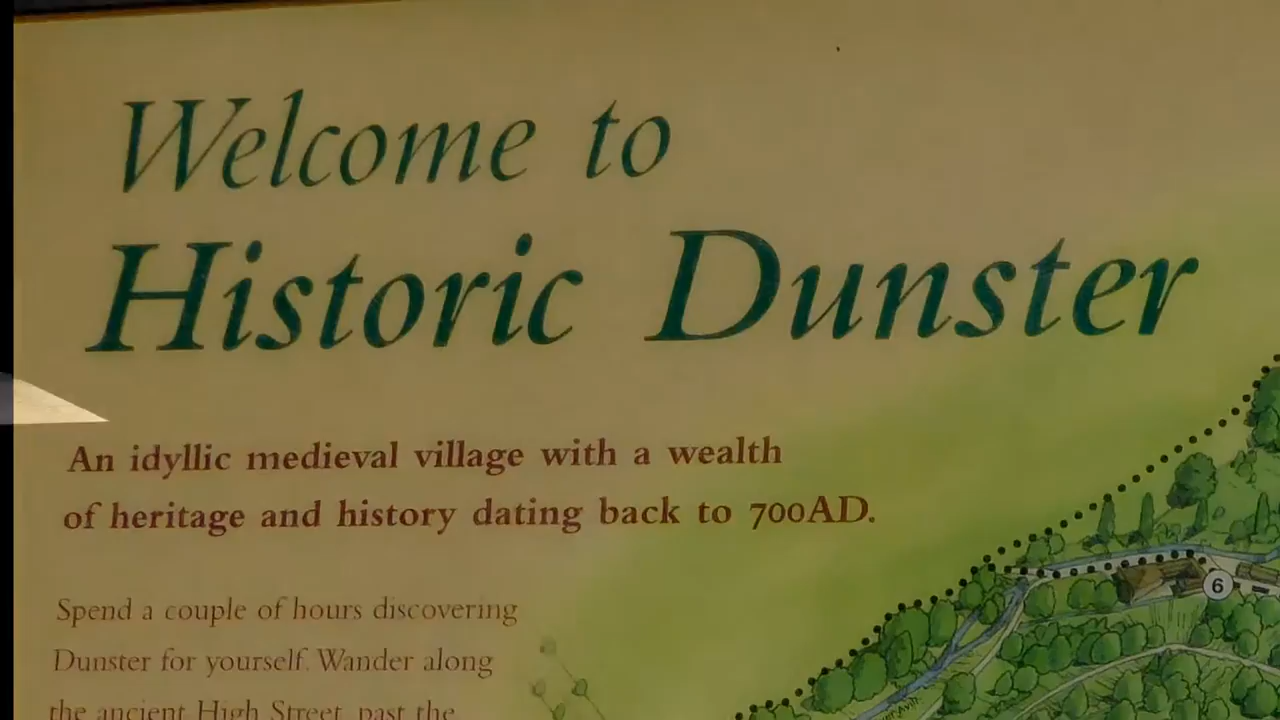 Welcome to
Historic Dunster
An idyllic medieval village with a wealth
of heritage and history dating back to 700AD.
Spend a couple of hours discovering
Dunster for yourself. Wander along
the ancient High Street, past the
6